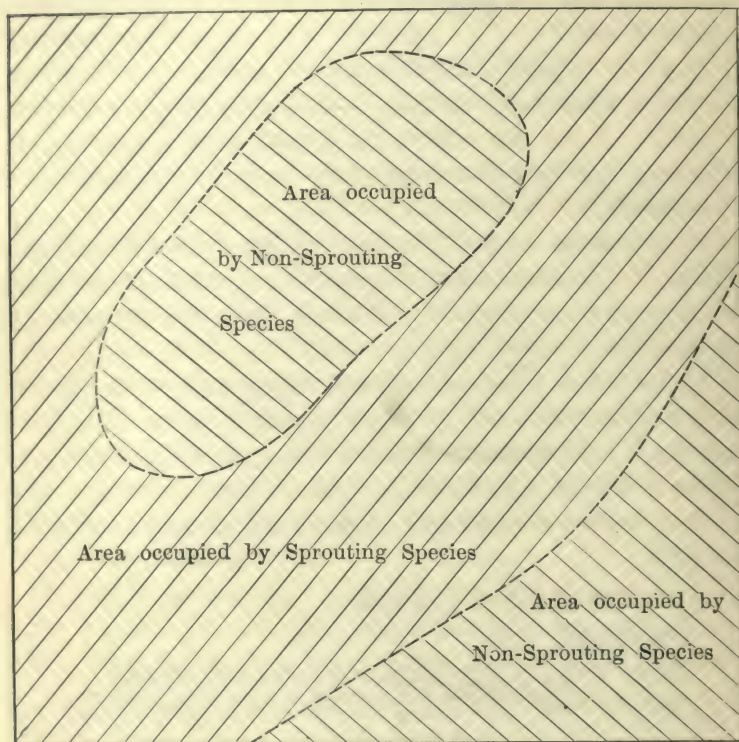 Area occupied
by Non-Sprouting
Species
Area occupied by Sprouting Species
Area occupied by
Non-Sprouting Species